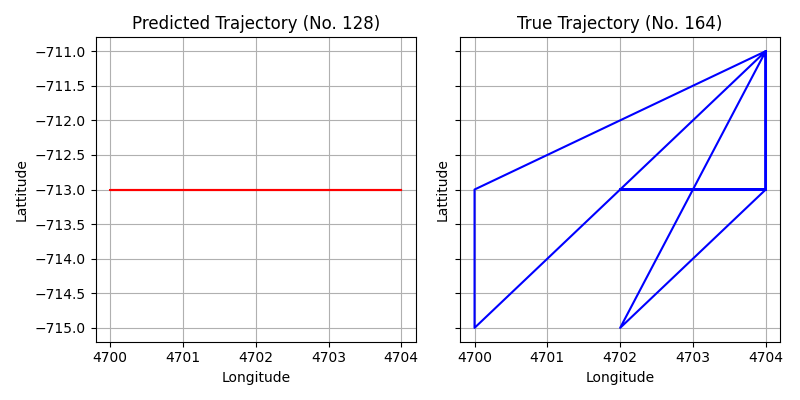 Predicted Trajectory (No. 128)
True Trajectory (No. 164)
−711.0
−711.5
−712.0
−712.5
−713.0
−713.5
−714.0
−714.5
−715.0
Lattitude
Lattitude
4700 4701 4702 4703 4704
4700 4701 4702 4703 4704
Longitude
Longitude